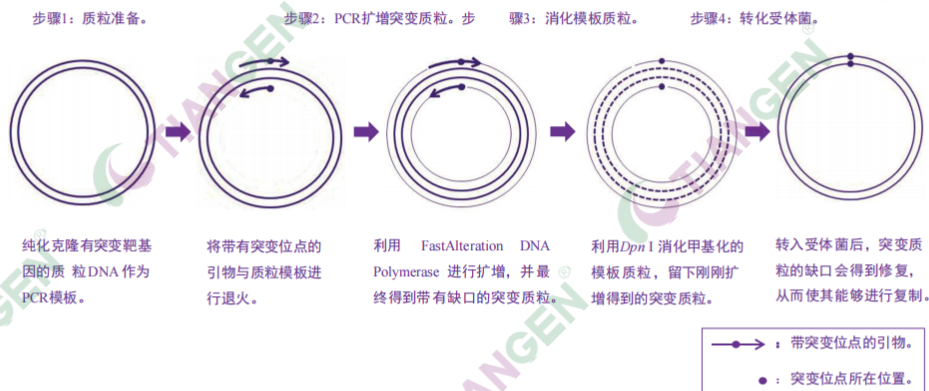 步骤1：质粒准备。
步骤2：PCR扩增突变质粒。步
骤3：消化模板质粒。
步骤4：转化受体菌。
TIANGEN
TIANGEN
TIANGEN
GEN
纯化克隆有突变靶基
因的质 粒DNA 作为
PCR模板。
将带有突变位点的
引物与质粒模板进
行退火。
利用 FastAlteration DNA
Polymerase 进行扩增，并最
终得到带有缺口的突变质粒。
利用DpnⅠ消化甲基化的
模板质粒，留下刚刚扩
增得到的突变质粒。
转入受体菌后，突变质
粒的缺口会得到修复，
从而使其能够进行复制。
：带突变位点的引物。
：突变位点所在位置。